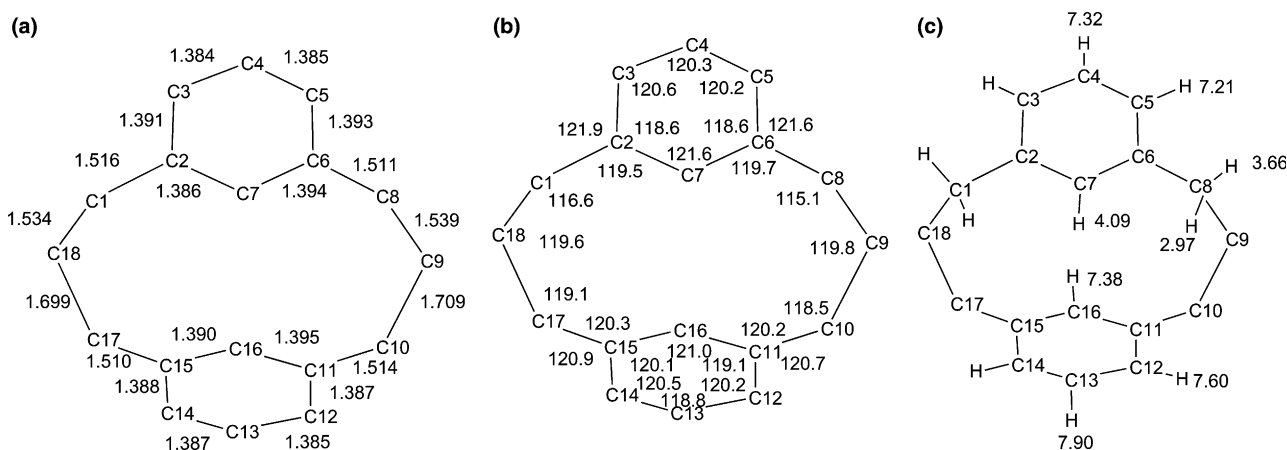 (a)
1.384
1.385
C4
C3
C5
1.391
1.393
1.516
C2
C6
1.511
1.386
C7
1.394
C1
C8
1.534
1.539
C18
C9
1.699
1.709
1.390
1.395
C17
C16
C10
1.510
C15
C11
1.514
1.388
1.387
C14
C12
C13
1.387
1.385
(b)
C4
120.3
C3
C5
120.6
120.2
121.9
118.6
118.6
121.6
C2
C6
121.6
119.5
C7
119.7
C1
C8
116.6
115.1
C18
119.6
119.8
C9
119.1
118.5
C17
120.3
C16
120.2
C10
C15
121.0
C11
120.9
120.1
119.1
120.7
120.5
120.2
C14
118.8
C12
C13
(c)
7.32
H
H
C4
H
7.21
C3
C5
C2
C6
H
H
3.66
C1
C7
C8
H
H
4.09
H
2.97
C18
C9
H
7.38
C17
C16
C10
C15
C11
H
C14
C12
H
7.60
C13
H
7.90